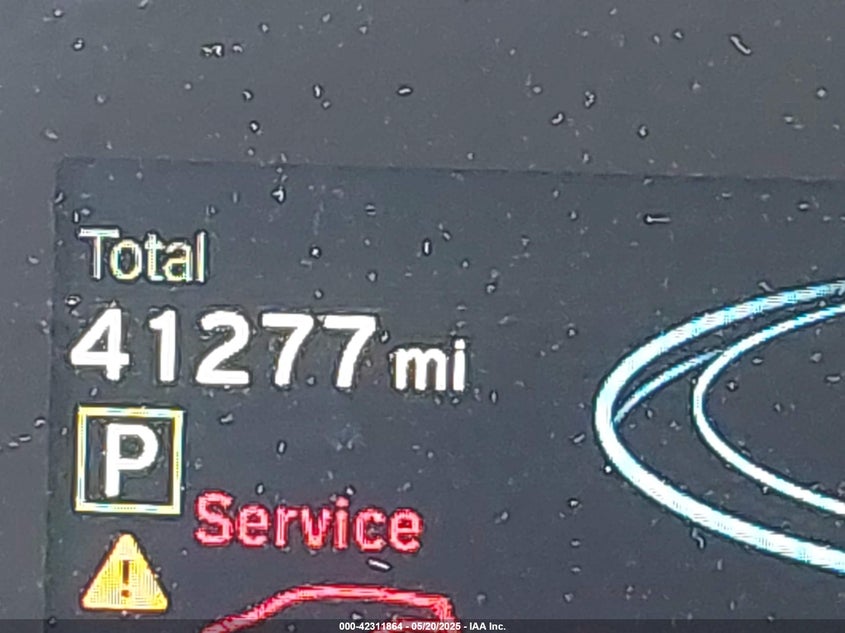 Total
41277 mi
P
Service
!
000-42311864 - 05/20/2025 - IAA Inc.